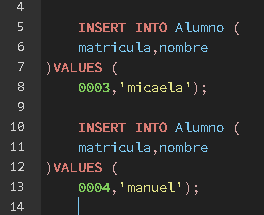 4
5 INSERT INTO Alumno (
6 matricula,nombre
7 )VALUES (
8 0003,'micaela');
9
10 INSERT INTO Alumno (
11 matricula,nombre
12 )VALUES (
13 0004,'manuel');
14